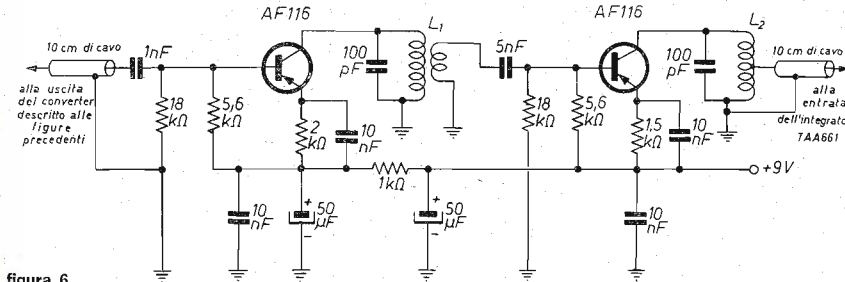 AF116
AF116
10 cm di cavo
1nF
100
pF
L1
5nF
100
pF
L2
10 cm di cavo
alla uscita
del converter
descritto alle
figure
precedenti
18
kΩ
5,6
kΩ
2
kΩ
10
nF
18
kΩ
5,6
kΩ
1,5
kΩ
10
nF
alla
entrata
dell'integrato
TAA661
1kΩ
+9V
10
nF
+
50
µF
-
+
50
µF
-
10
nF
figura 6